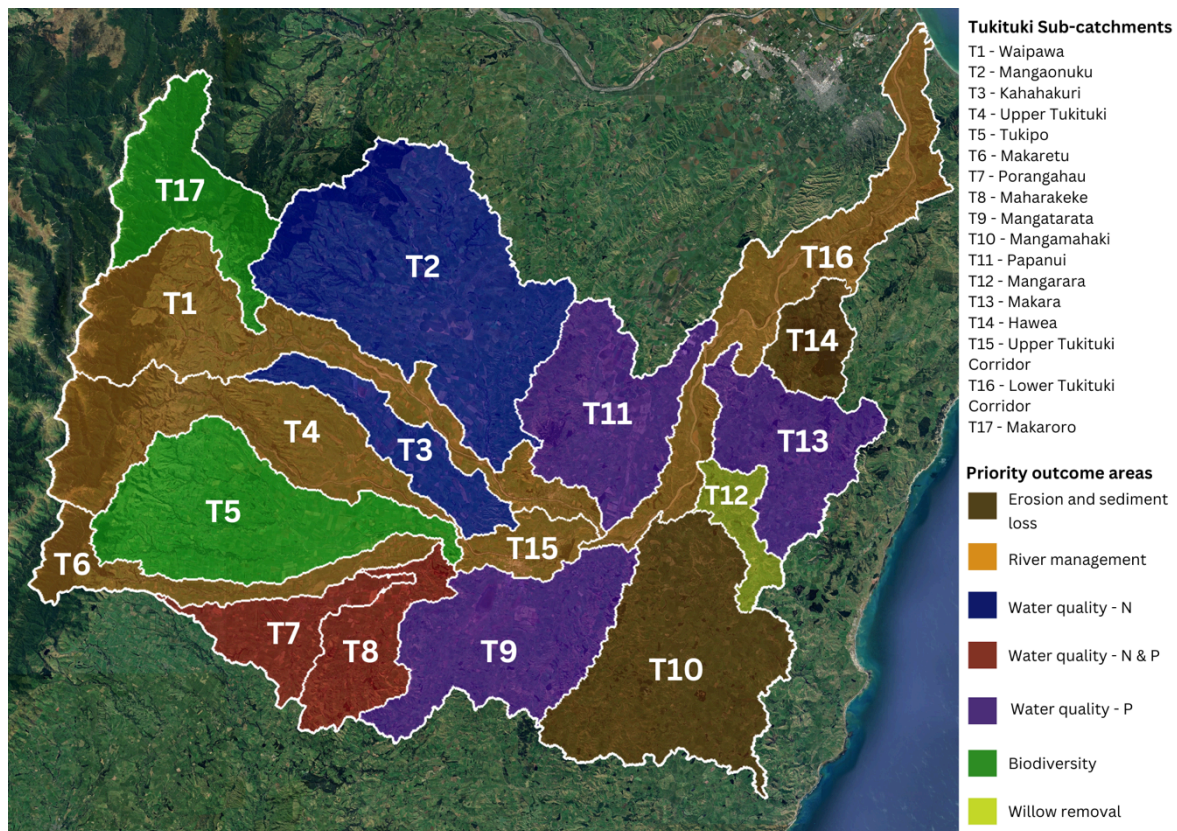 Tukituki Sub-catchments
T1 - Waipawa
T2 - Mangaonuku
T3 - Kahahakuri
T4 - Upper Tukituki
T5 - Tukipo
T6 - Makaretu
T7 - Porangahau
T8 - Maharakeke
T9 - Mangatarata
T10 - Mangamahaki
T11 - Papanui
T12 - Mangarara
T13 - Makara
T14 - Hawea
T15 - Upper Tukituki
Corridor
T16 - Lower Tukituki
Corridor
T17 - Makaroro
Priority outcome areas
Erosion and sediment
loss
River management
Water quality - N
Water quality - N & P
Water quality - P
Biodiversity
Willow removal
T17
T2
T16
T1
T14
T11
T4
T3
T13
T12
T5
T15
T6
T7
T8
T9
T10